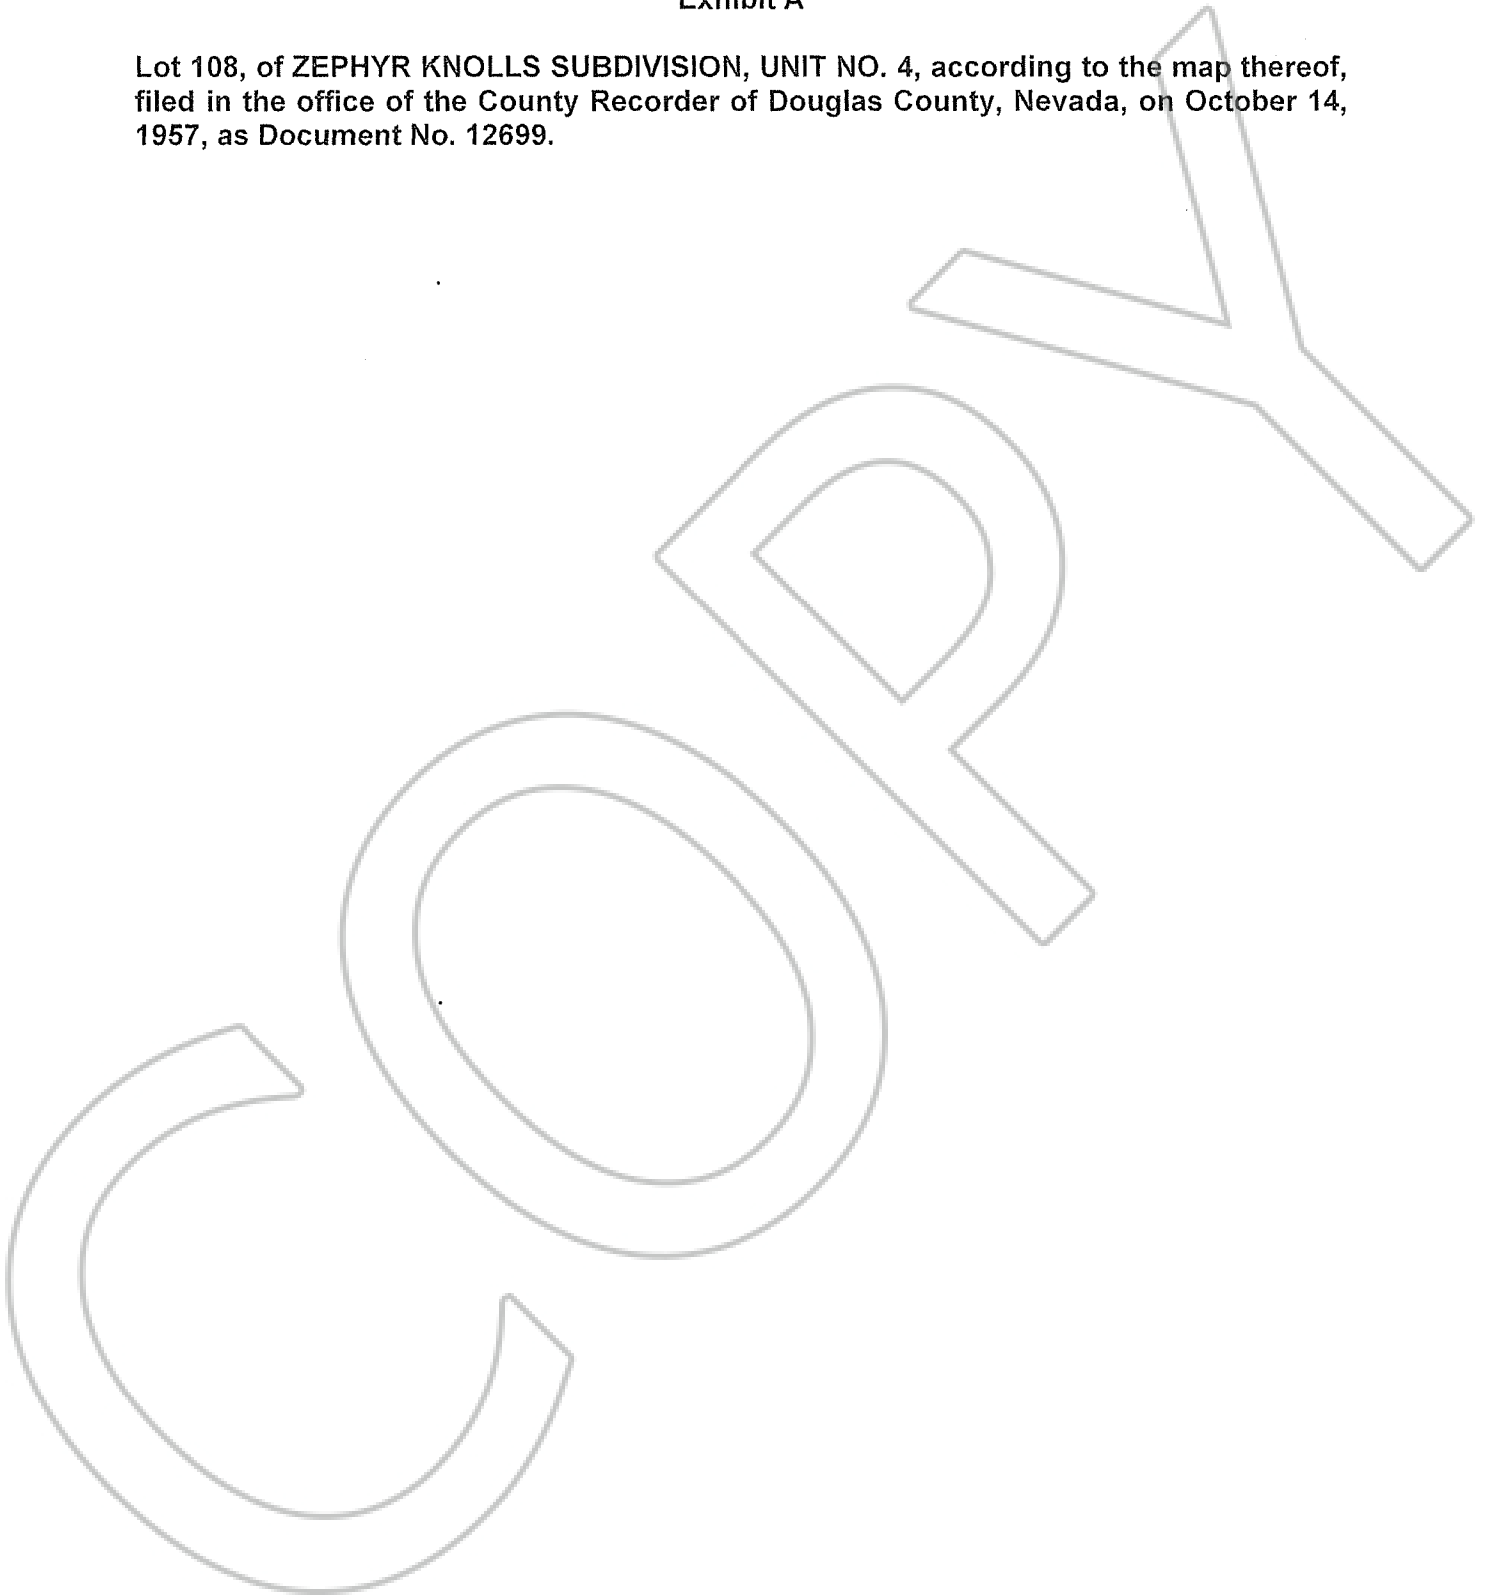 Exhibit A
Lot 108, of ZEPHYR KNOLLS SUBDIVISION, UNIT NO. 4, according to the map thereof,
filed in the office of the County Recorder of Douglas County, Nevada, on October 14,
1957, as Document No. 12699.
COPY